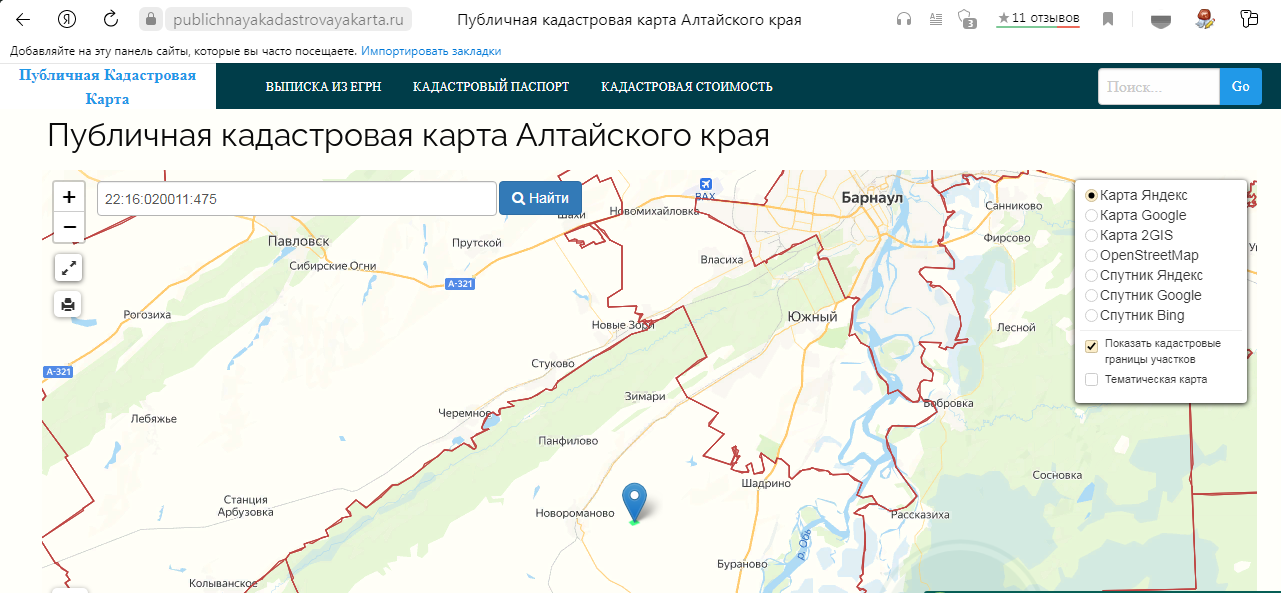 publichnayakadastrovayakarta.ru
Публичная кадастровая карта Алтайского края
3
11 отзывов
Добавляйте на эту панель сайты, которые вы часто посещаете. Импортировать закладки
Публичная Кадастровая
Карта
ВЫПИСКА ИЗ ЕГРН
КАДАСТРОВЫЙ ПАСПОРТ
КАДАСТРОВАЯ СТОИМОСТЬ
Поиск...
Go
Публичная кадастровая карта Алтайского края
+
−
22:16:020011:475
Найти
Карта Яндекс
Карта Google
Карта 2GIS
OpenStreetMap
Спутник Яндекс
Спутник Google
Спутник Bing
Показать кадастровые
границы участков
Тематическая карта
BAX
Барнаул
Шахи
Новомихайловка
Санниково
Фирсово
Павловск
Прутской
Сибирские Огни
Власиха
А-321
Рогозиха
Новые Зори
Южный
Лесной
Стуково
А-321
Зимари
Бобровка
Лебяжье
Черемное
Панфилово
Шадрино
Сосновка
Станция
Арбузовка
Новороманово
Рассказиха
р. Обь
Бураново
Колыванское